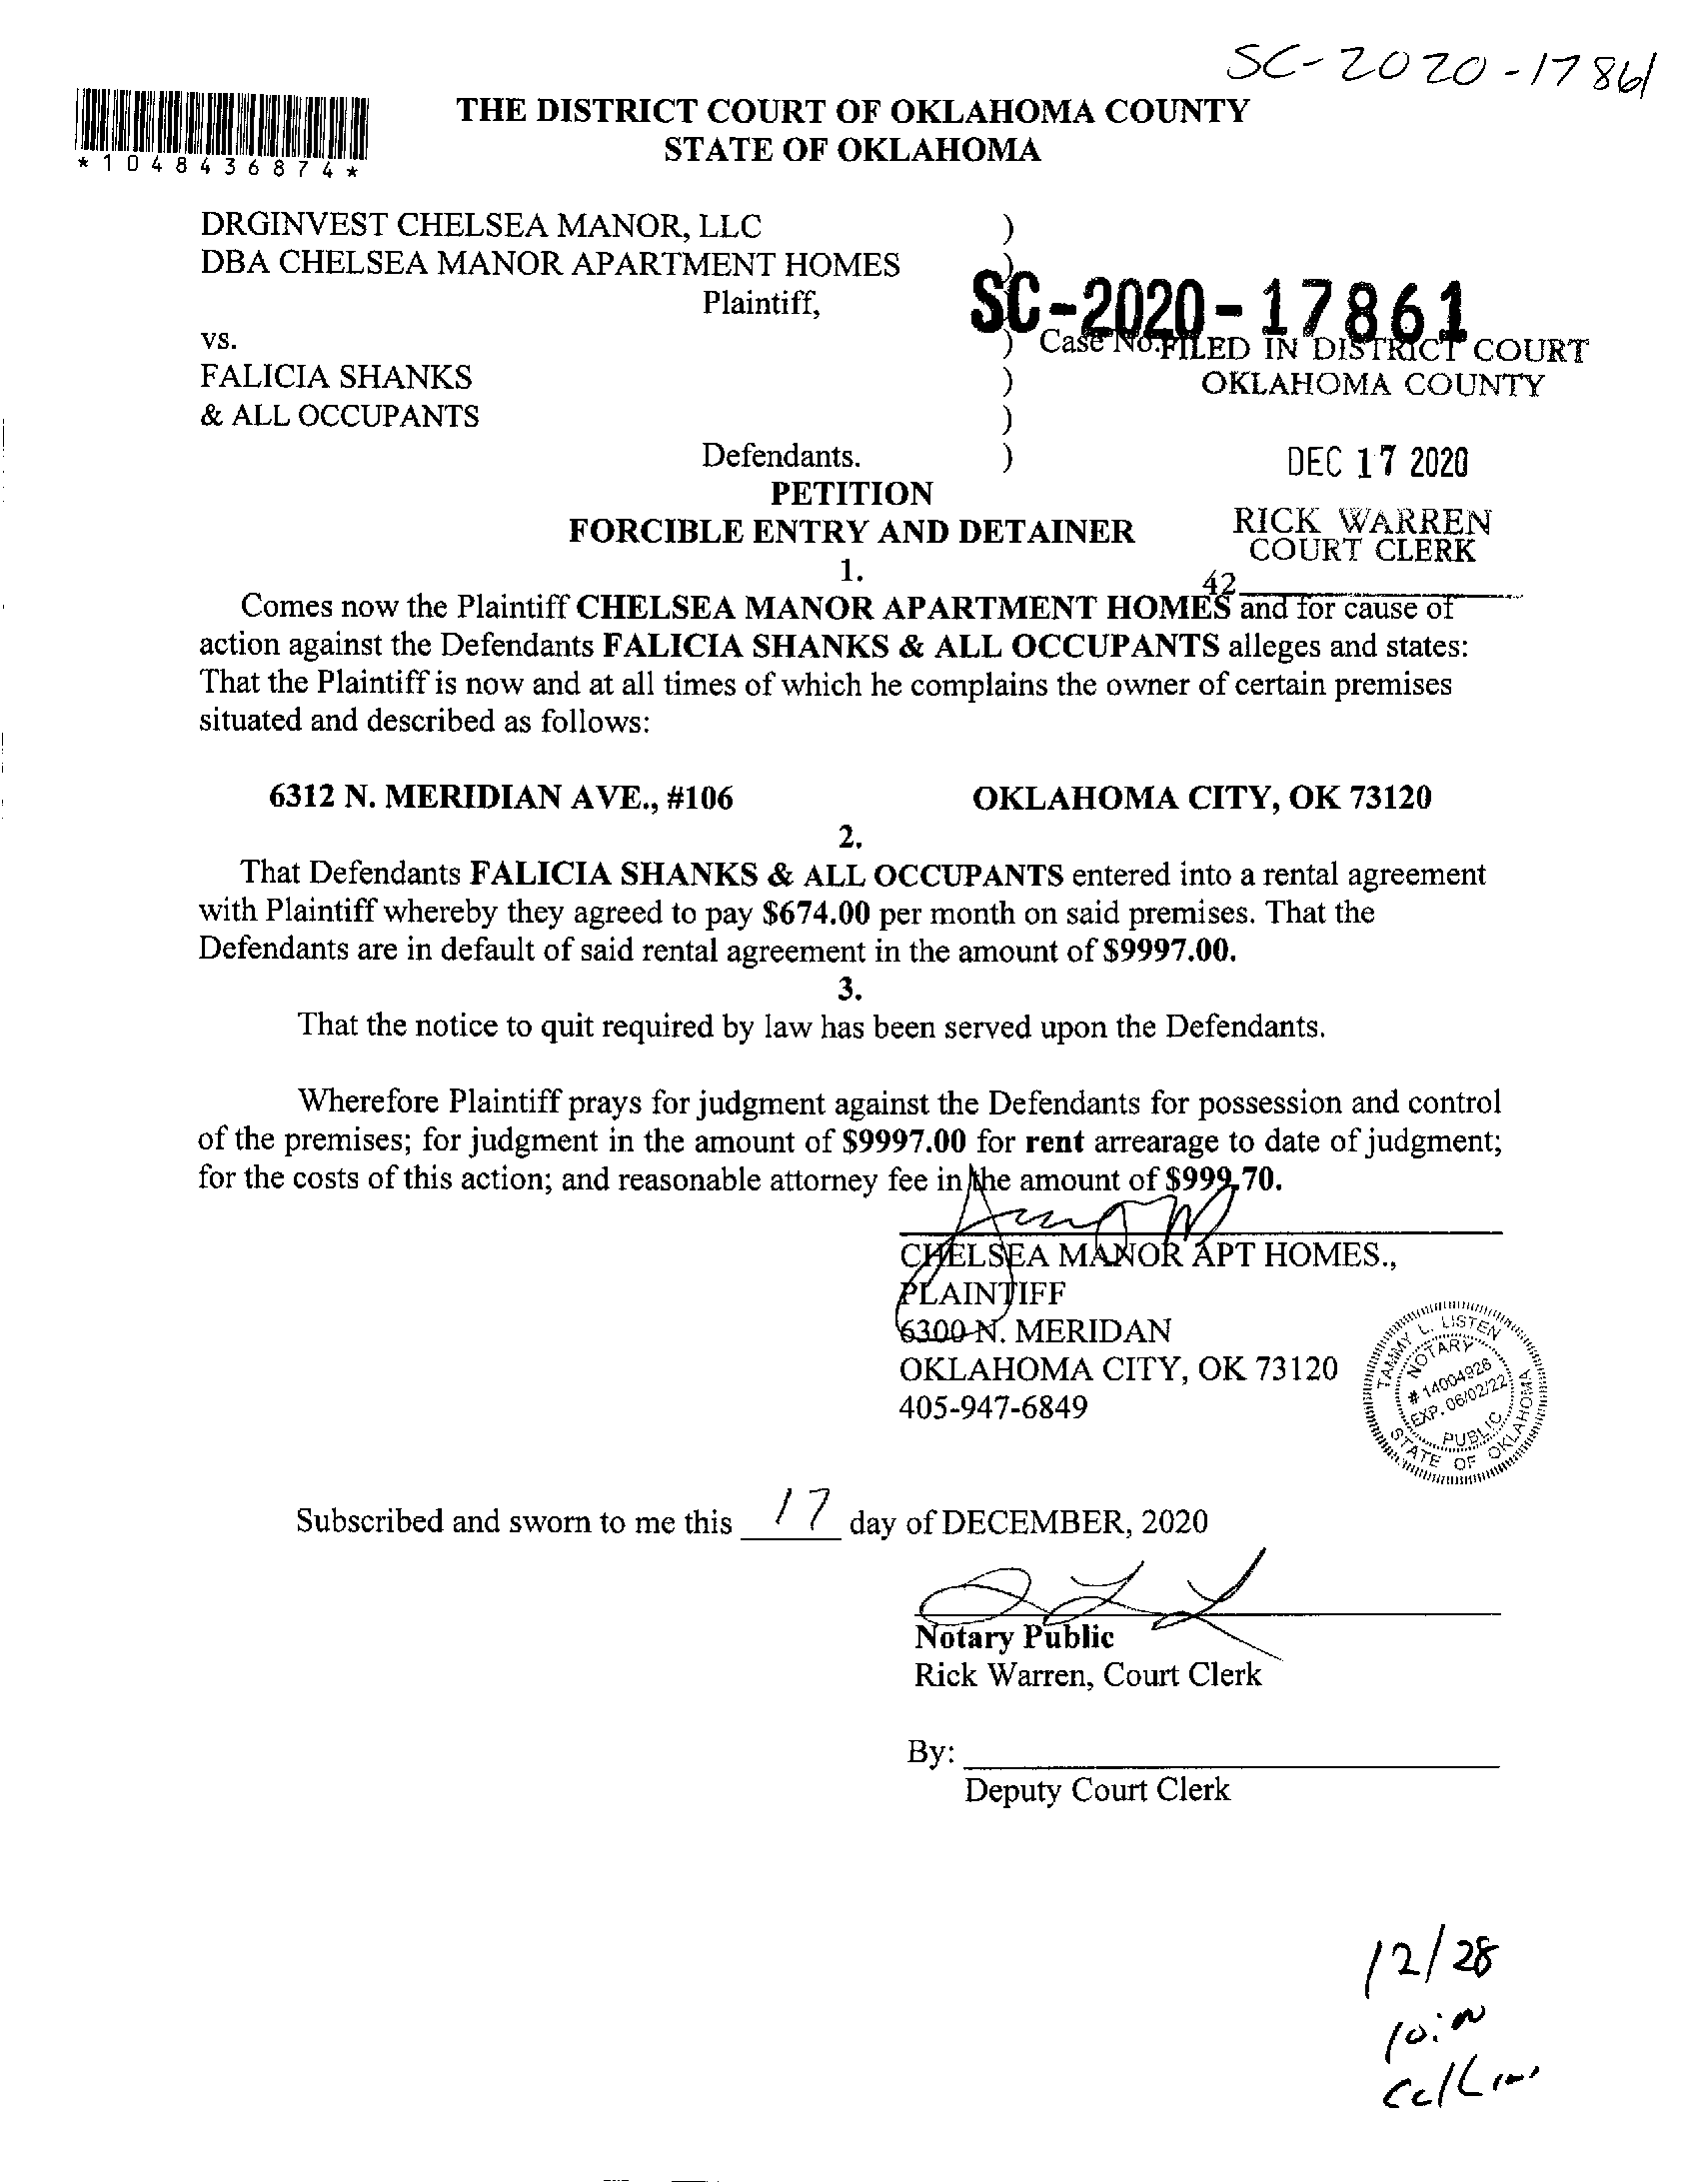 SC-2020-17861
*1048436874*
THE DISTRICT COURT OF OKLAHOMA COUNTY
STATE OF OKLAHOMA
DRGINVEST CHELSEA MANOR, LLC )
DBA CHELSEA MANOR APARTMENT HOMES )
Plaintiff,
SC-2020-17861
vs. ) Case No.
FILED IN DISTRICT COURT
OKLAHOMA COUNTY
FALICIA SHANKS )
& ALL OCCUPANTS )
Defendants. )
DEC 17 2020
PETITION
FORCIBLE ENTRY AND DETAINER
RICK WARREN
COURT CLERK
42
1.
Comes now the Plaintiff CHELSEA MANOR APARTMENT HOMES and for cause of
action against the Defendants FALICIA SHANKS & ALL OCCUPANTS alleges and states:
That the Plaintiff is now and at all times of which he complains the owner of certain premises
situated and described as follows:
6312 N. MERIDIAN AVE., #106 OKLAHOMA CITY, OK 73120
2.
That Defendants FALICIA SHANKS & ALL OCCUPANTS entered into a rental agreement
with Plaintiff whereby they agreed to pay $674.00 per month on said premises. That the
Defendants are in default of said rental agreement in the amount of $9997.00.
3.
That the notice to quit required by law has been served upon the Defendants.
Wherefore Plaintiff prays for judgment against the Defendants for possession and control
of the premises; for judgment in the amount of $9997.00 for rent arrearage to date of judgment;
for the costs of this action; and reasonable attorney fee in the amount of $999.70.
CHELSEA MANOR APT HOMES.,
PLAINTIFF
6300 N. MERIDAN
OKLAHOMA CITY, OK 73120
405-947-6849
TAMMY L. LISTEN
NOTARY
# 14004926
EXP. 06/02/22
PUBLIC
STATE OF OKLAHOMA
Subscribed and sworn to me this 17 day of DECEMBER, 2020
Notary Public
Rick Warren, Court Clerk
By:
Deputy Court Clerk
12/28